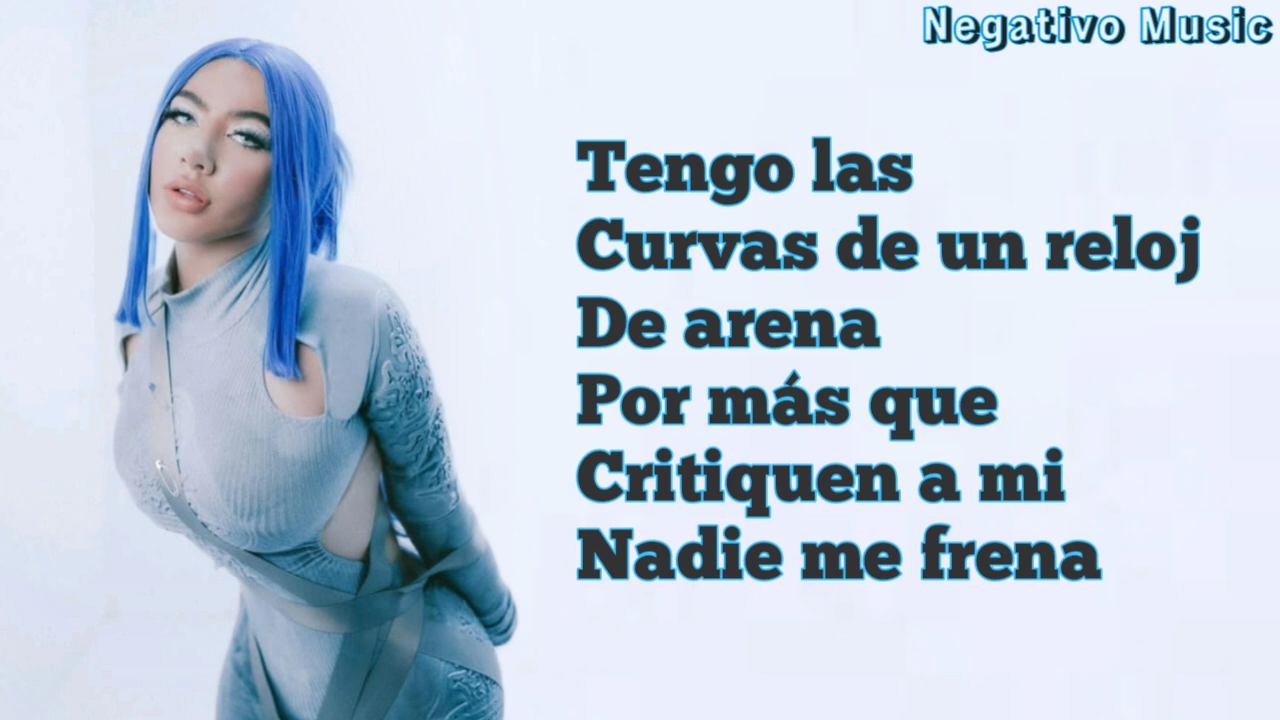 Negativo Music
Tengo las
Curvas de un reloj
De arena
Por más que
Critiquen a mi
Nadie me frena